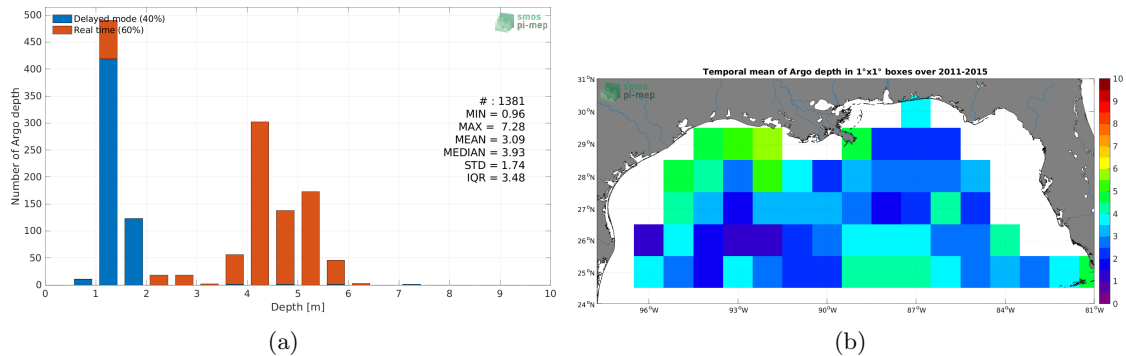 Delayed mode (40%)
Real time (60%)
smos
pi-mep
500
450
400
350
300
250
200
150
100
50
0
Number of Argo depth
# : 1381
MIN = 0.96
MAX = 7.28
MEAN = 3.09
MEDIAN = 3.93
STD = 1.74
IQR = 3.48
0 1 2 3 4 5 6 7 8 9 10
Depth [m]
(a)
Temporal mean of Argo depth in 1°x1° boxes over 2011-2015
smos
pi-mep
31°N
30°N
29°N
28°N
27°N
26°N
25°N
24°N
96°W 93°W 90°W 87°W 84°W 81°W
10
9
8
7
6
5
4
3
2
1
0
(b)